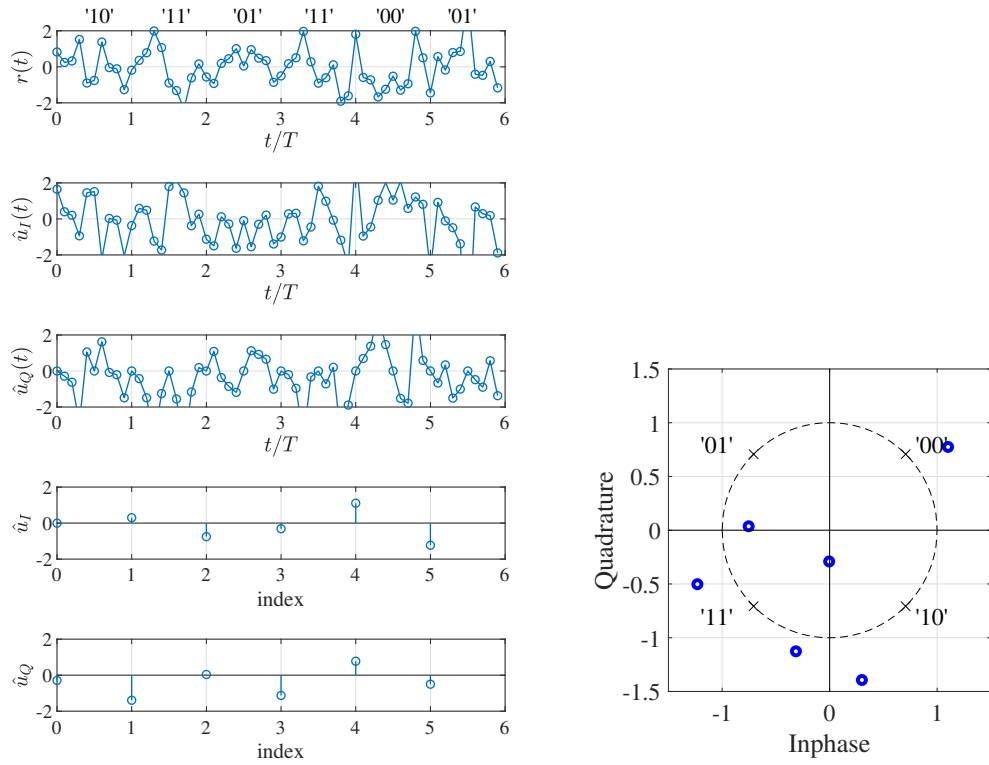 '10' '11' '01' '11' '00' '01'
r(t)
2
0
-2
0 1 2 3 4 5 6
t/T
û_I(t)
2
0
-2
0 1 2 3 4 5 6
t/T
û_Q(t)
2
0
-2
0 1 2 3 4 5 6
t/T
û_I
2
0
-2
0 1 2 3 4 5 6
index
û_Q
2
0
-2
0 1 2 3 4 5 6
index
Quadrature
1.5
1
0.5
0
-0.5
-1
-1.5
'01' '00'
'11' '10'
-1 0 1
Inphase